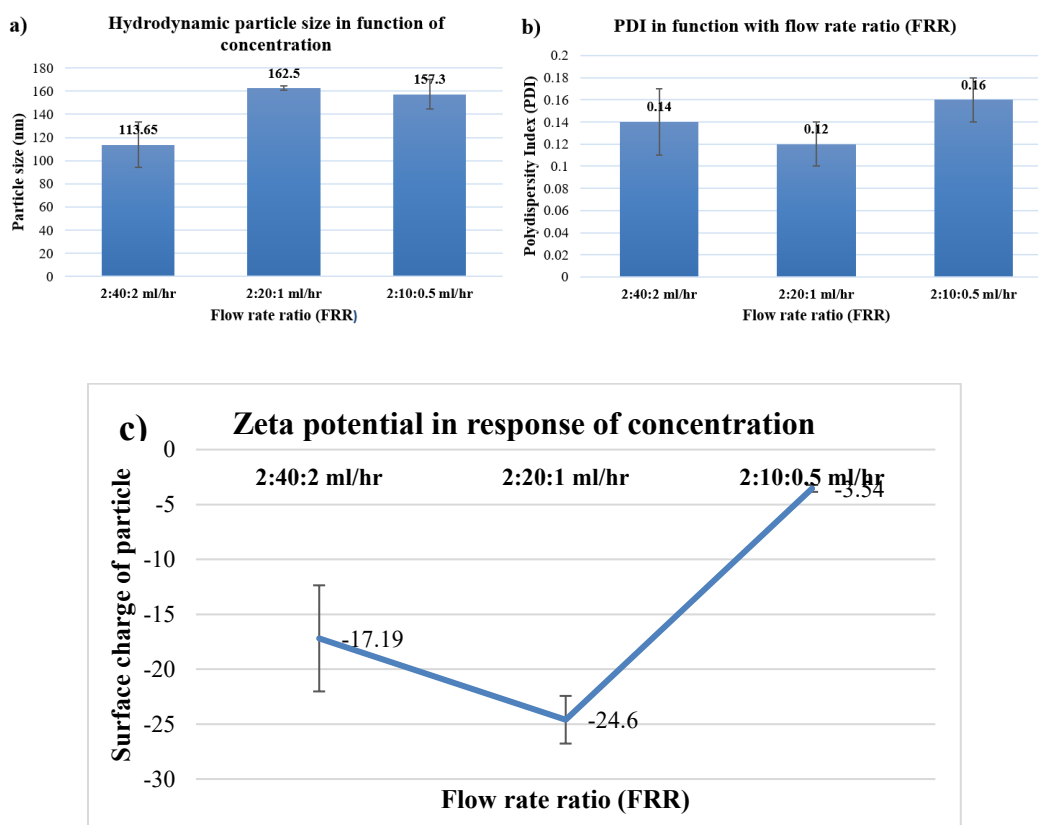 a)
Hydrodynamic particle size in function of
concentration
Particle size (nm)
180
160
140
120
100
80
60
40
20
0
113.65
162.5
157.3
2:40:2 ml/hr
2:20:1 ml/hr
2:10:0.5 ml/hr
Flow rate ratio (FRR)
b)
PDI in function with flow rate ratio (FRR)
Polydispersity Index (PDI)
0.2
0.18
0.16
0.14
0.12
0.1
0.08
0.06
0.04
0.02
0
0.14
0.12
0.16
2:40:2 ml/hr
2:20:1 ml/hr
2:10:0.5 ml/hr
Flow rate ratio (FRR)
c)
Zeta potential in response of concentration
Surface charge of particle
0
-5
-10
-15
-20
-25
-30
2:40:2 ml/hr
2:20:1 ml/hr
2:10:0.5 ml/hr
-17.19
-24.6
-3.54
Flow rate ratio (FRR)